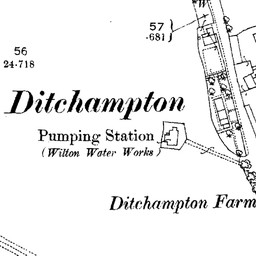 57
·681
56
24·718
Ditchampton
Pumping Station
(Wilton Water Works)
Ditchampton Farm